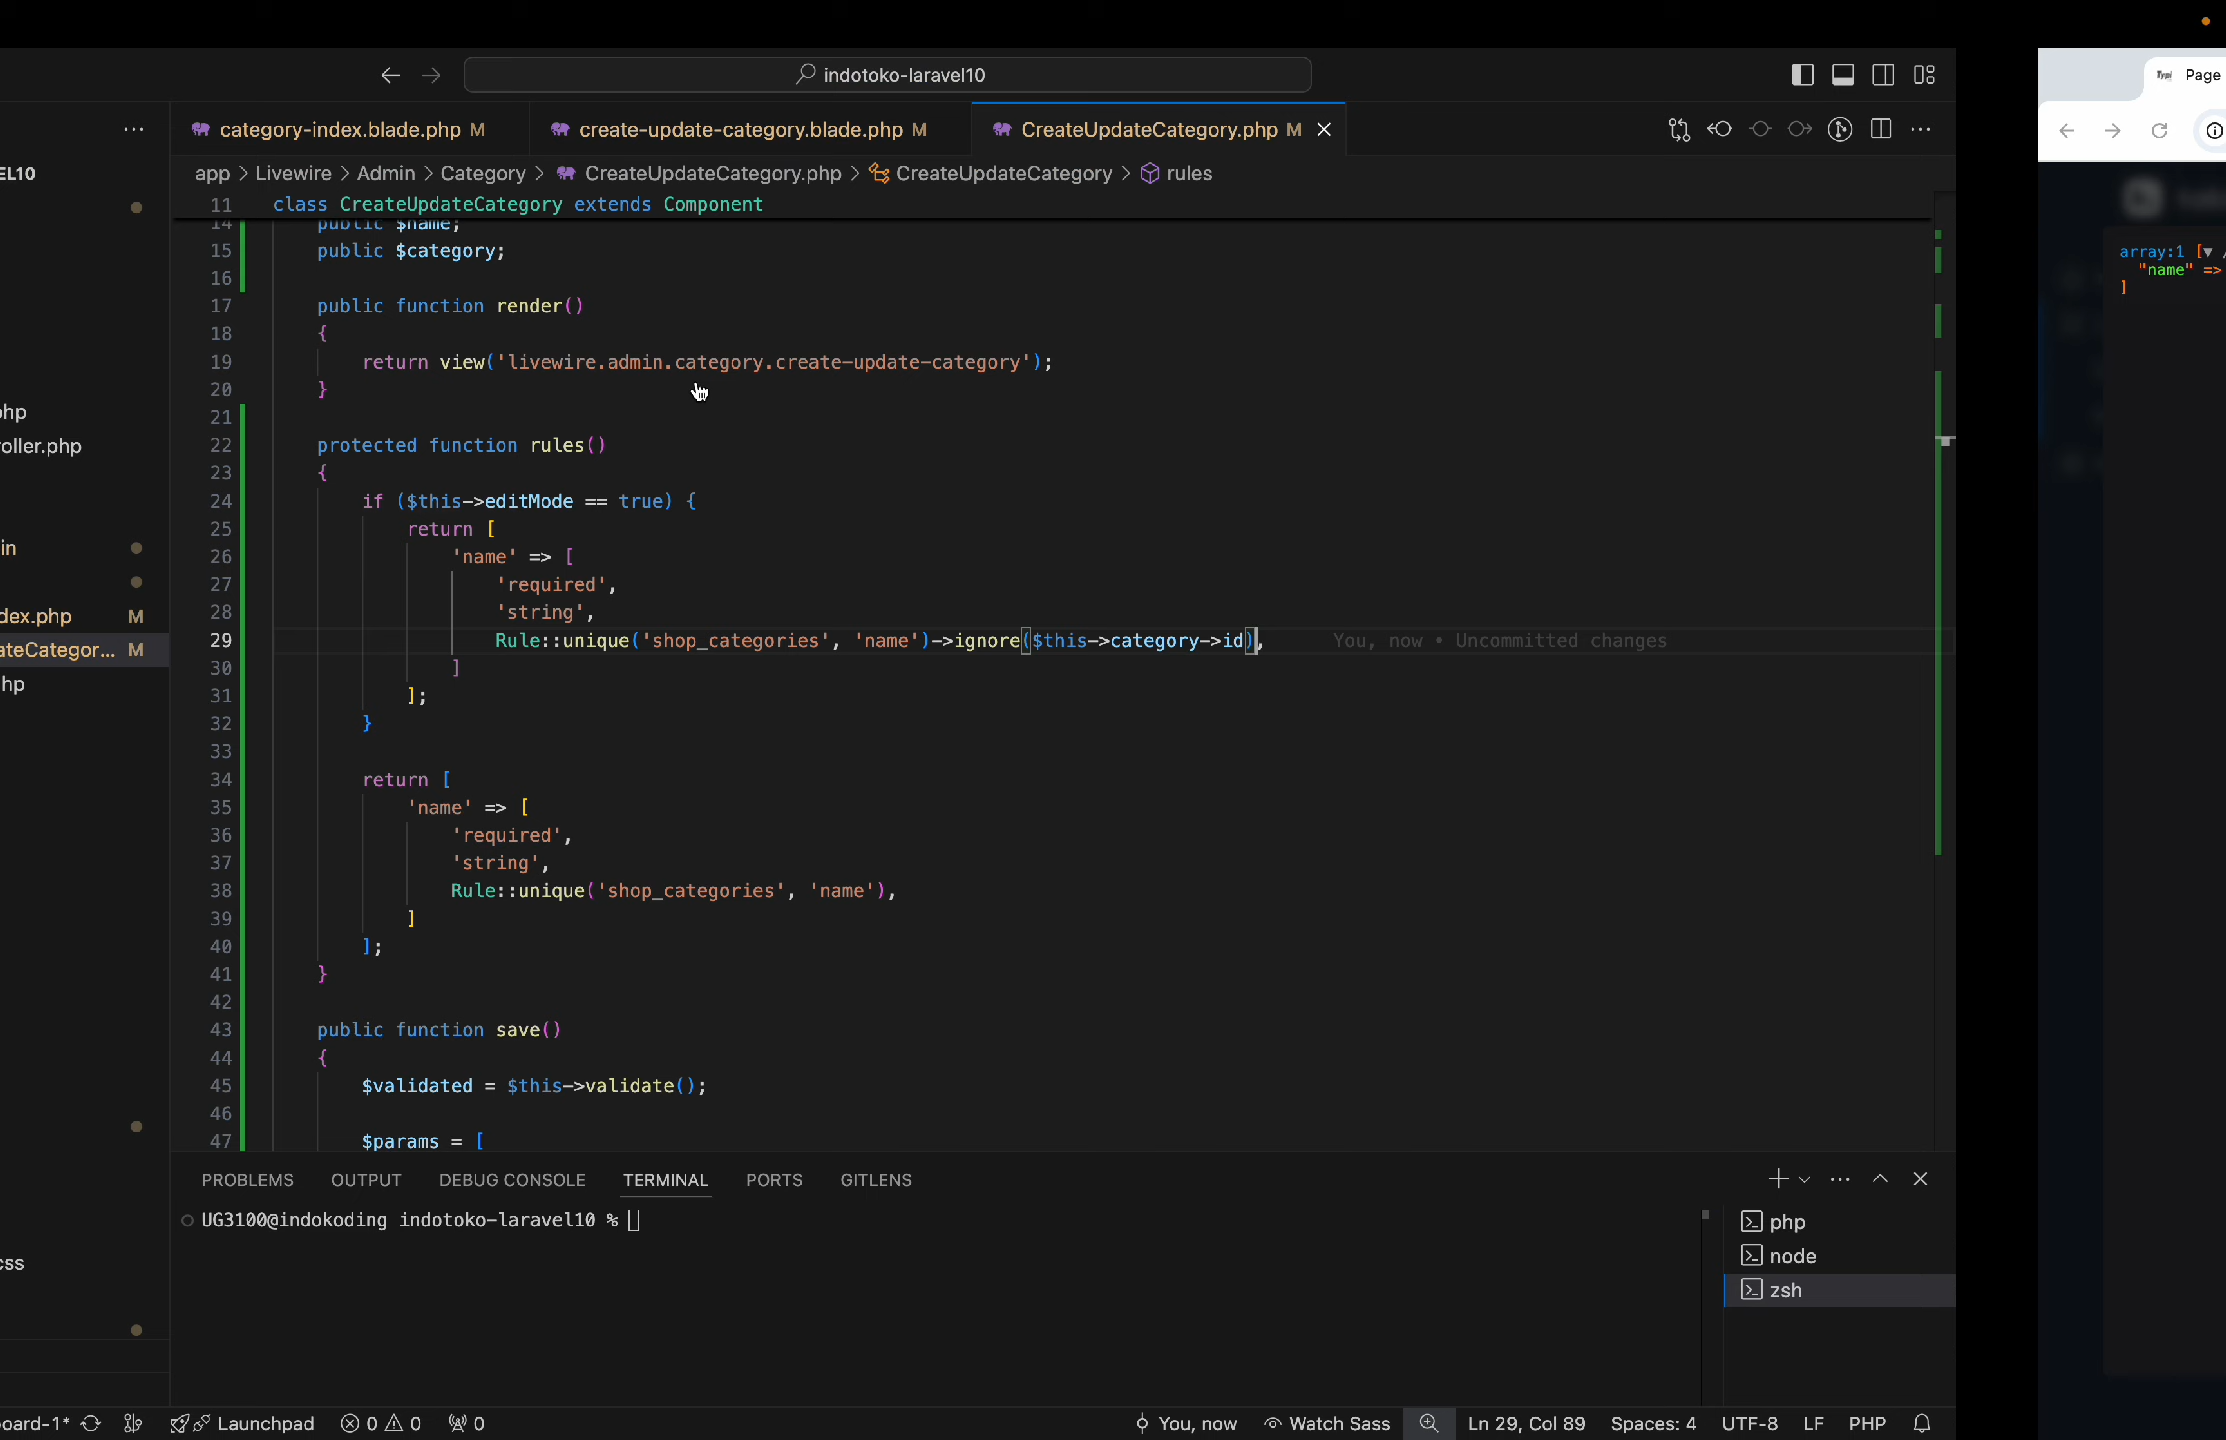 indotoko-laravel10
Page
category-index.blade.php M
create-update-category.blade.php M
CreateUpdateCategory.php M
EL10
app > Livewire > Admin > Category > CreateUpdateCategory.php > CreateUpdateCategory > rules
11 class CreateUpdateCategory extends Component
14 public $name;
15 public $category;
16
17 public function render()
18 {
19 return view('livewire.admin.category.create-update-category');
20 }
21
22 protected function rules()
23 {
24 if ($this->editMode == true) {
25 return [
26 'name' => [
27 'required',
28 'string',
29 Rule::unique('shop_categories', 'name')->ignore($this->category->id), You, now • Uncommitted changes
30 ]
31 ];
32 }
33
34 return [
35 'name' => [
36 'required',
37 'string',
38 Rule::unique('shop_categories', 'name'),
39 ]
40 ];
41 }
42
43 public function save()
44 {
45 $validated = $this->validate();
46
47 $params = [
hp
oller.php
in
dex.php M
ateCategor... M
hp
css
array:1 [▼
"name" =>
]
PROBLEMS OUTPUT DEBUG CONSOLE TERMINAL PORTS GITLENS
UG3100@indokoding indotoko-laravel10 %
php
node
zsh
oard-1* Launchpad 0 0 0 You, now Watch Sass Ln 29, Col 89 Spaces: 4 UTF-8 LF PHP